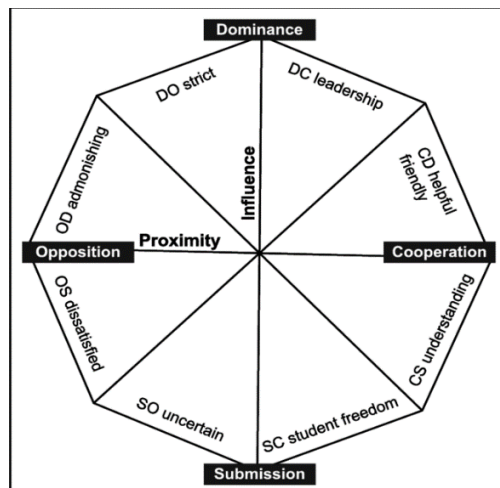 Dominance
DO strict
DC leadership
OD admonishing
Influence
CD helpful
friendly
Opposition
Proximity
Cooperation
OS dissatisfied
CS understanding
SO uncertain
SC student freedom
Submission